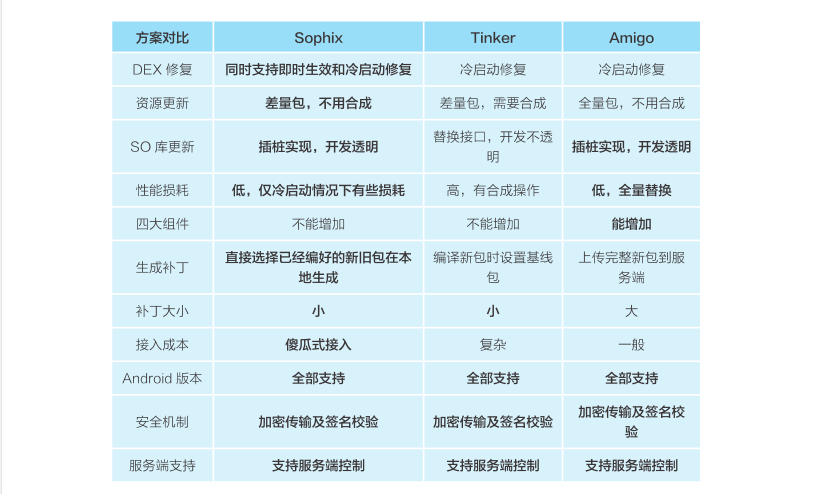 方案对比 Sophix Tinker Amigo
DEX 修复 同时支持即时生效和冷启动修复 冷启动修复 冷启动修复
资源更新 差量包，不用合成 差量包，需要合成 全量包，不用合成
SO 库更新 插桩实现，开发透明 替换接口，开发不透
明 插桩实现，开发透明
性能损耗 低，仅冷启动情况下有些损耗 高，有合成操作 低，全量替换
四大组件 不能增加 不能增加 能增加
生成补丁 直接选择已经编好的新旧包在本
地生成 编译新包时设置基线
包 上传完整新包到服
务端
补丁大小 小 小 大
接入成本 傻瓜式接入 复杂 一般
Android 版本 全部支持 全部支持 全部支持
安全机制 加密传输及签名校验 加密传输及签名校验 加密传输及签名校
验
服务端支持 支持服务端控制 支持服务端控制 支持服务端控制